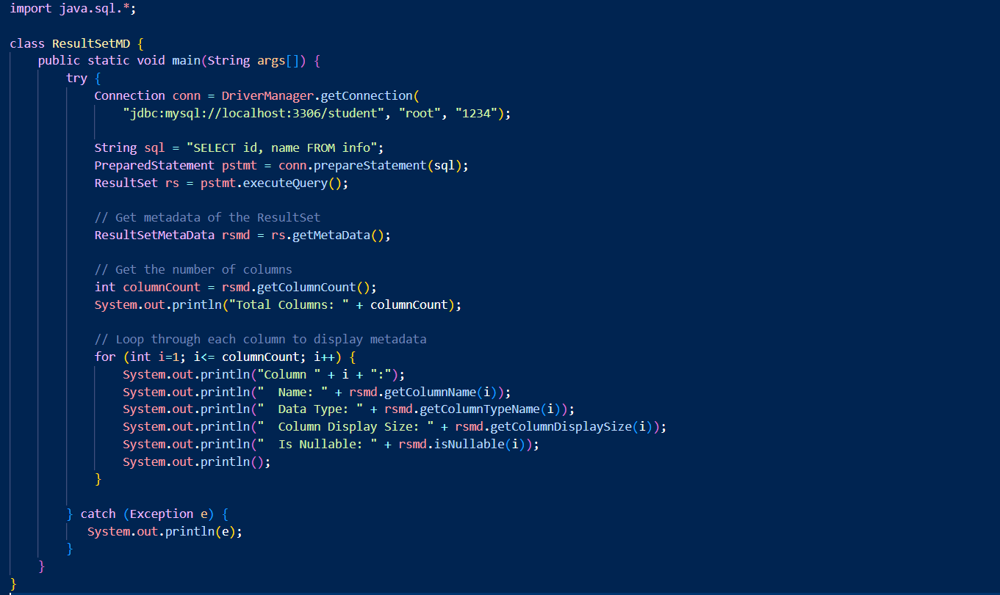 import java.sql.*;
class ResultSetMD {
    public static void main(String args[]) {
        try {
            Connection conn = DriverManager.getConnection(
                "jdbc:mysql://localhost:3306/student", "root", "1234");
            String sql = "SELECT id, name FROM info";
            PreparedStatement pstmt = conn.prepareStatement(sql);
            ResultSet rs = pstmt.executeQuery();
            // Get metadata of the ResultSet
            ResultSetMetaData rsmd = rs.getMetaData();
            // Get the number of columns
            int columnCount = rsmd.getColumnCount();
            System.out.println("Total Columns: " + columnCount);
            // Loop through each column to display metadata
            for (int i=1; i<= columnCount; i++) {
                System.out.println("Column " + i + ":");
                System.out.println("  Name: " + rsmd.getColumnName(i));
                System.out.println("  Data Type: " + rsmd.getColumnTypeName(i));
                System.out.println("  Column Display Size: " + rsmd.getColumnDisplaySize(i));
                System.out.println("  Is Nullable: " + rsmd.isNullable(i));
                System.out.println();
            }
        } catch (Exception e) {
           System.out.println(e);
        }
    }
}